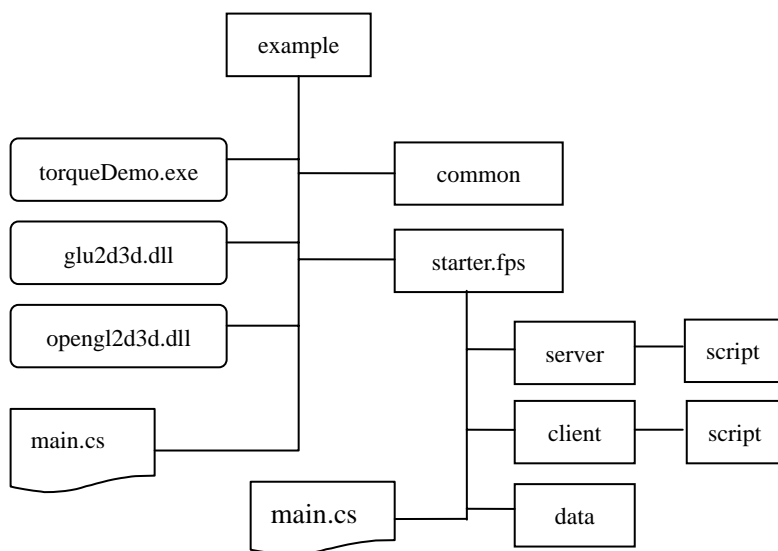 example
torqueDemo.exe
common
glu2d3d.dll
starter.fps
opengl2d3d.dll
server
script
main.cs
client
script
main.cs
data